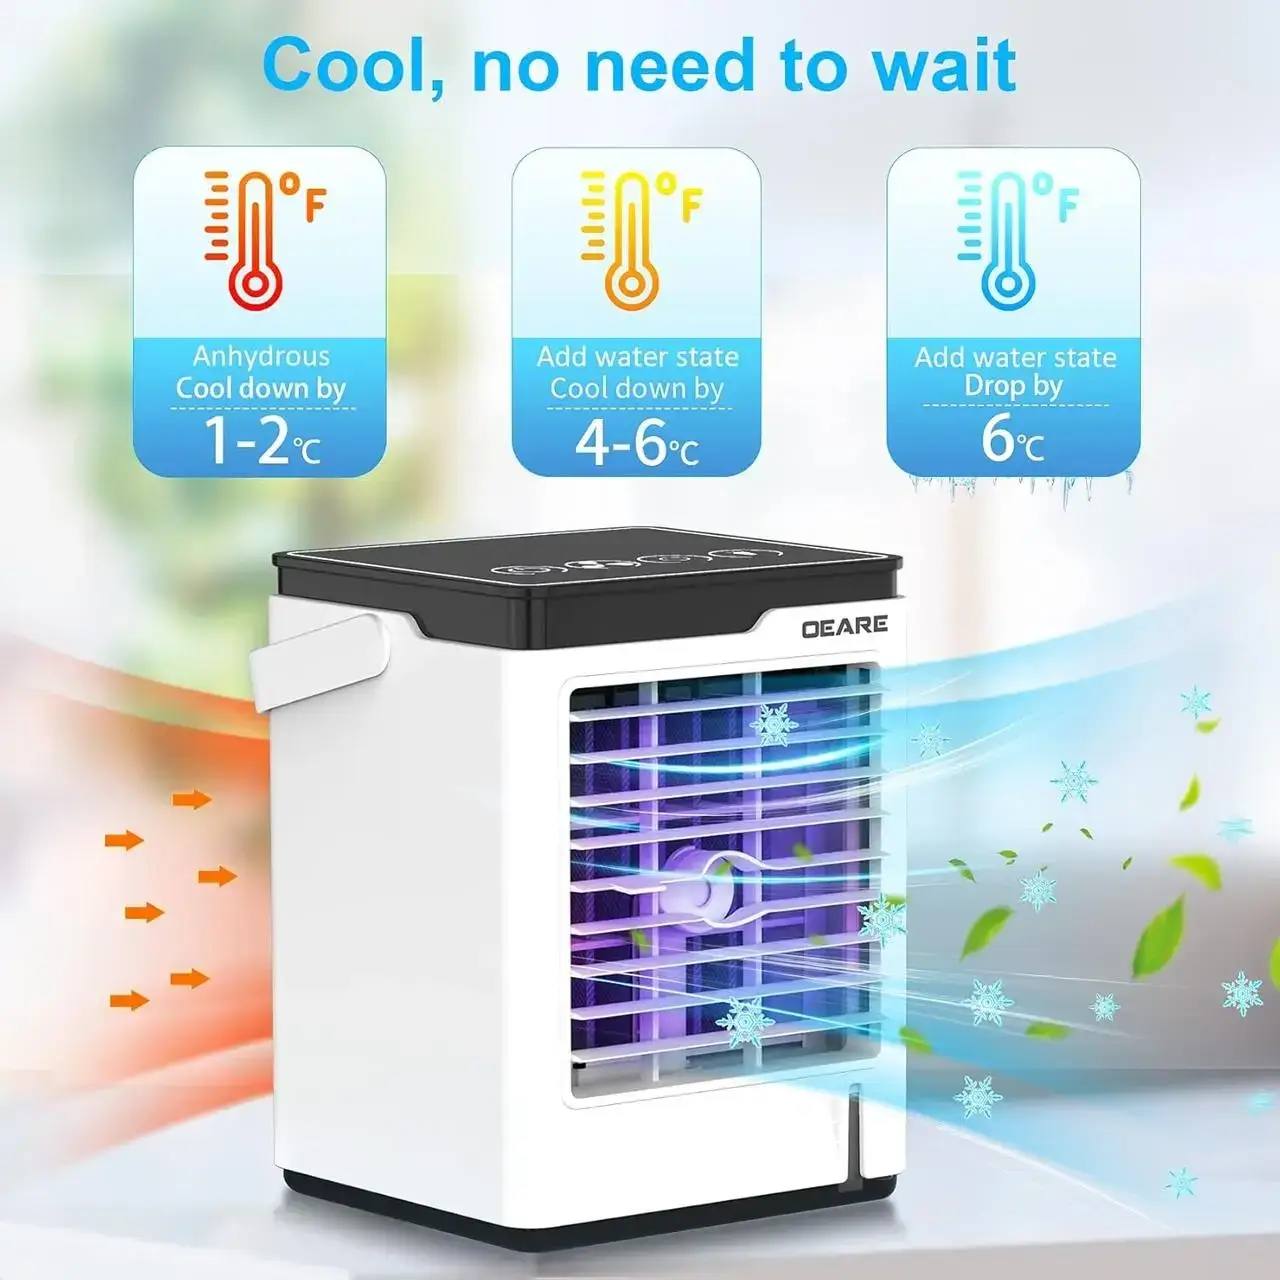 Cool, no need to wait
°F
Anhydrous
Cool down by
1-2°C
°F
Add water state
Cool down by
4-6°C
°F
Add water state
Drop by
6°C
OEARE